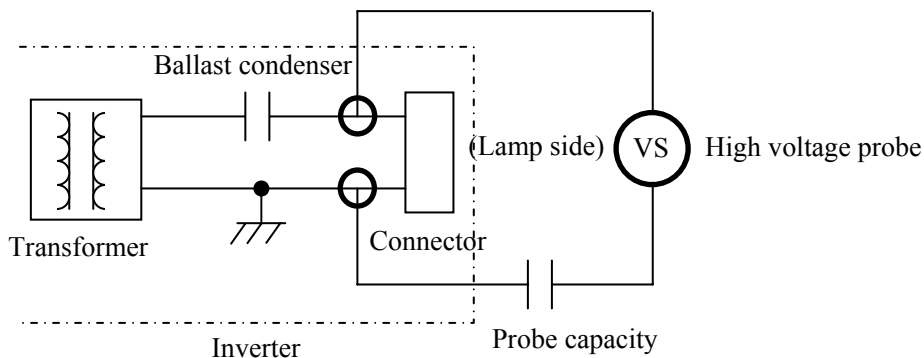 Ballast condenser
(Lamp side)
VS
High voltage probe
Transformer
Connector
Probe capacity
Inverter